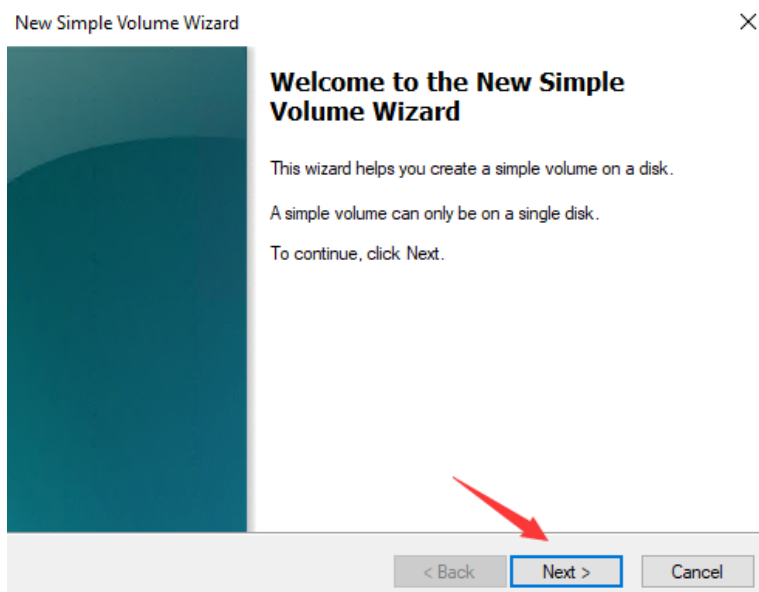 New Simple Volume Wizard
Welcome to the New Simple
Volume Wizard
This wizard helps you create a simple volume on a disk.
A simple volume can only be on a single disk.
To continue, click Next.
< Back
Next >
Cancel